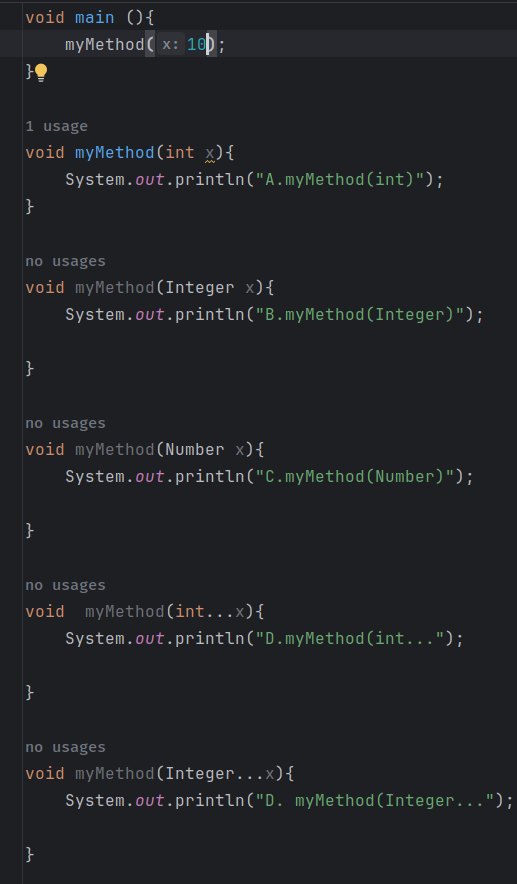 void main (){
myMethod( x: 10);
}
1 usage
void myMethod(int x){
System.out.println("A.myMethod(int)");
}
no usages
void myMethod(Integer x){
System.out.println("B.myMethod(Integer)");
}
no usages
void myMethod(Number x){
System.out.println("C.myMethod(Number)");
}
no usages
void  myMethod(int...x){
System.out.println("D.myMethod(int...");
}
no usages
void myMethod(Integer...x){
System.out.println("D. myMethod(Integer...");
}